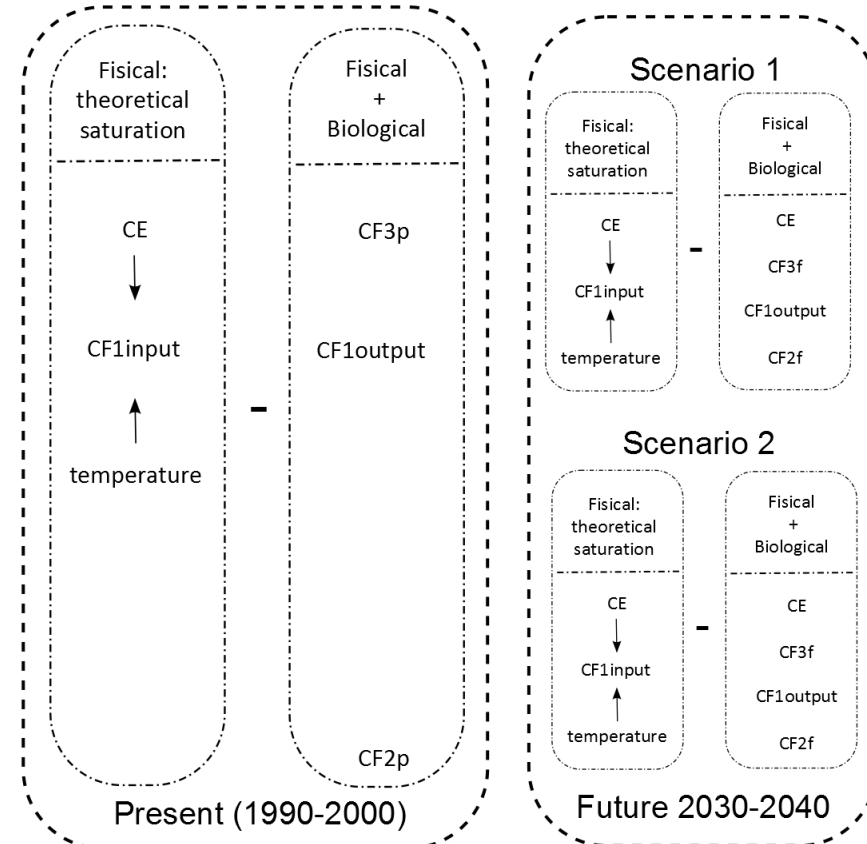 Fisical:
theoretical
saturation
CE
CF1input
temperature
-
Fisical
+
Biological
CF3p
CF1output
CF2p
Present (1990-2000)
Scenario 1
Fisical:
theoretical
saturation
CE
CF1input
temperature
-
Fisical
+
Biological
CE
CF3f
CF1output
CF2f
Scenario 2
Fisical:
theoretical
saturation
CE
CF1input
temperature
-
Fisical
+
Biological
CE
CF3f
CF1output
CF2f
Future 2030-2040